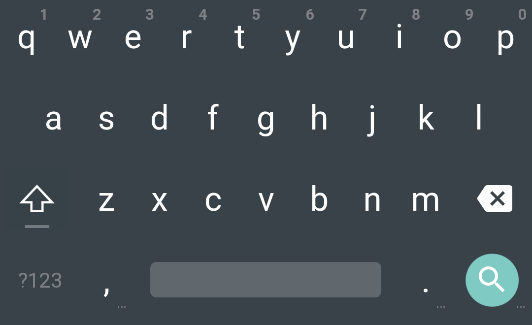 1 2 3 4 5 6 7 8 9 0
q w e r t y u i o p
a s d f g h j k l
z x c v b n m
?123 , .